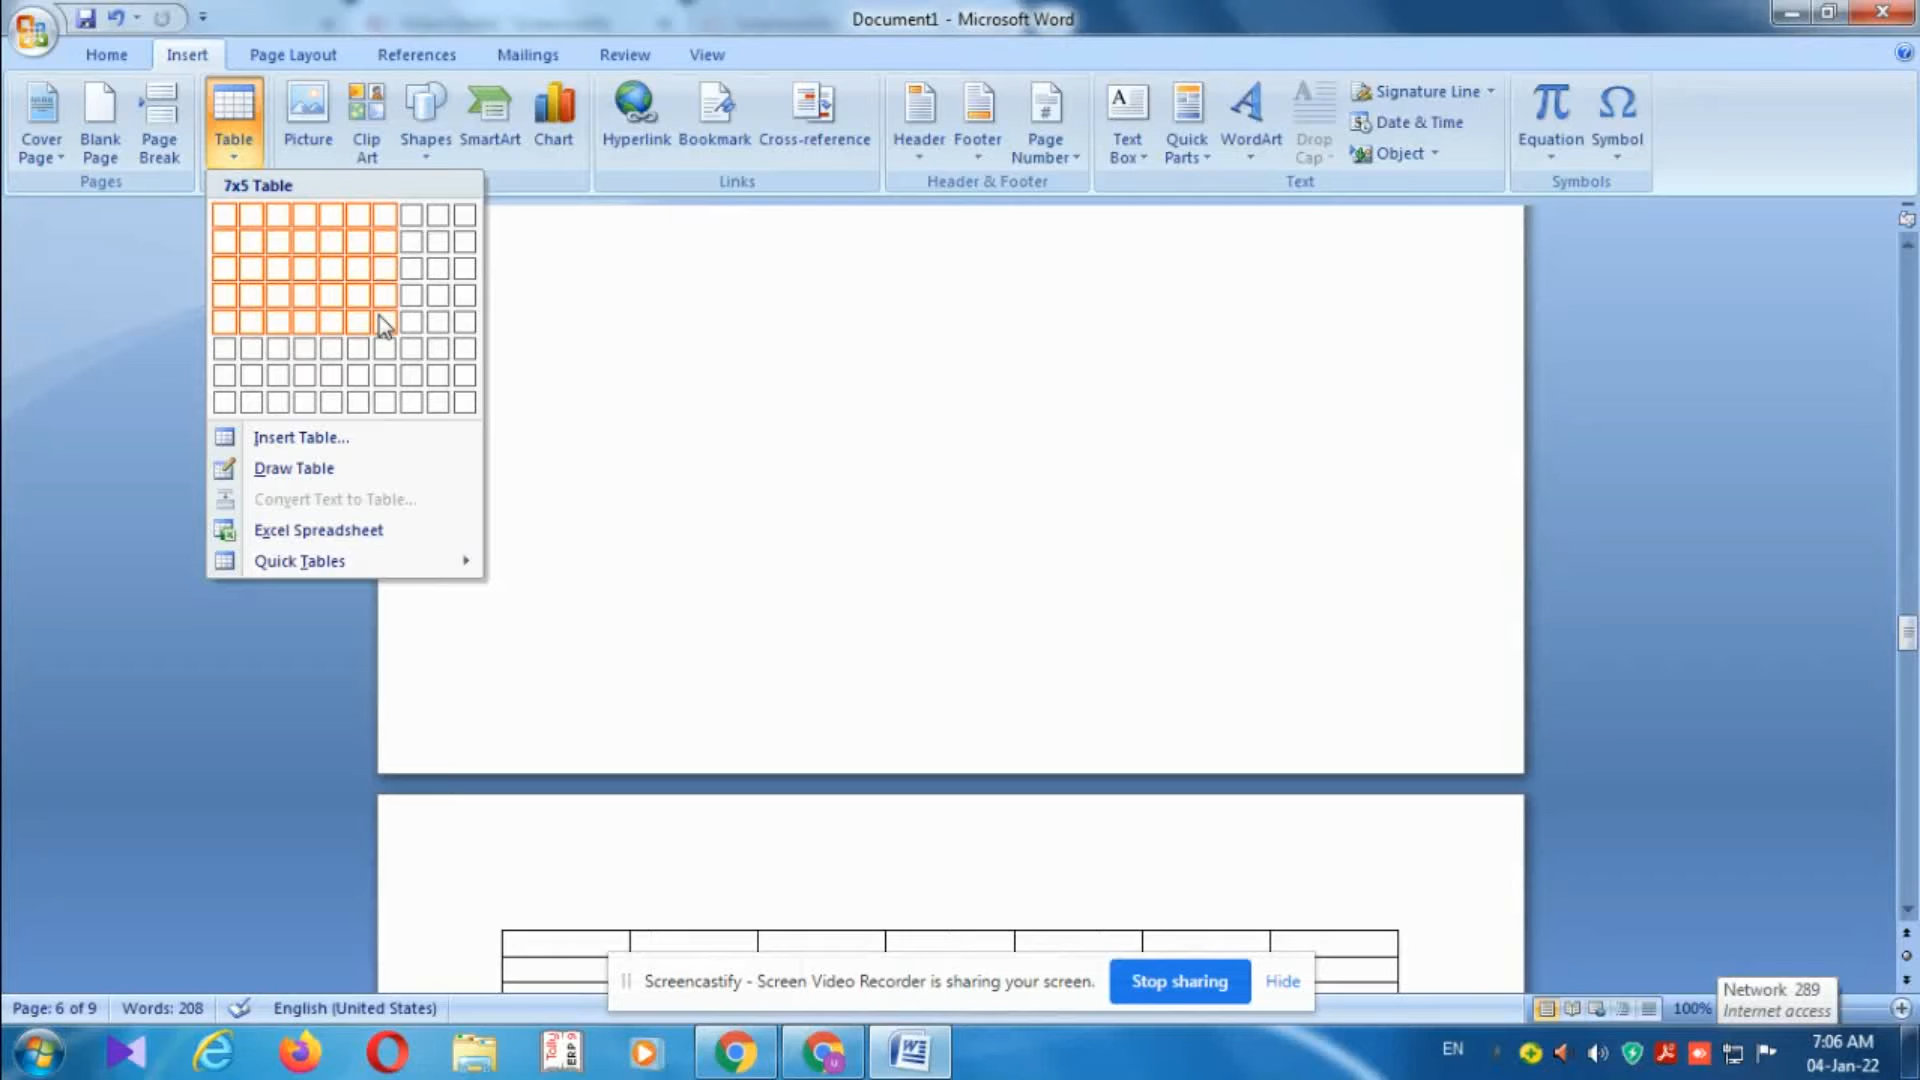 Document1 - Microsoft Word
Home Insert Page Layout References Mailings Review View
Cover Page
Blank Page
Page Break
Table
Picture
Clip Art
Shapes
SmartArt
Chart
Hyperlink
Bookmark
Cross-reference
Header
Footer
Page Number
Text Box
Quick Parts
WordArt
Drop Cap
Signature Line
Date & Time
Object
Equation
Symbol
Pages
Links
Header & Footer
Text
Symbols
7x5 Table
Insert Table...
Draw Table
Convert Text to Table...
Excel Spreadsheet
Quick Tables
Screencastify - Screen Video Recorder is sharing your screen. Stop sharing Hide
Network 289
Internet access
Page: 6 of 9 Words: 208 English (United States) 100%
Tally ERP 9
EN
7:06 AM
04-Jan-22